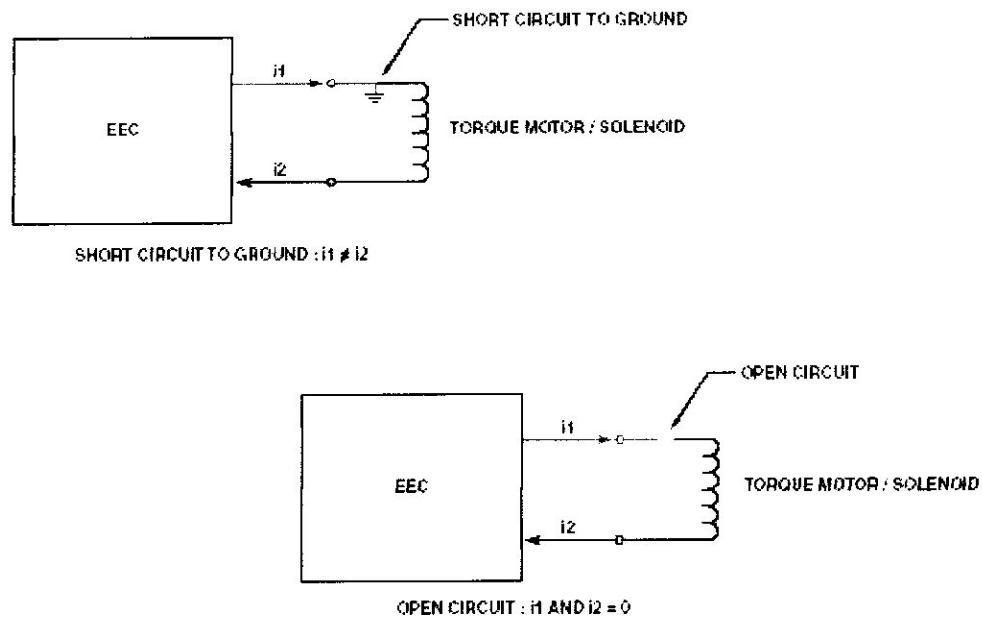 SHORT CIRCUIT TO GROUND
i1
EEC
TORQUE MOTOR / SOLENOID
i2
SHORT CIRCUIT TO GROUND : i1 ≠ i2
OPEN CIRCUIT
i1
EEC
TORQUE MOTOR / SOLENOID
i2
OPEN CIRCUIT : i1 AND i2 = 0